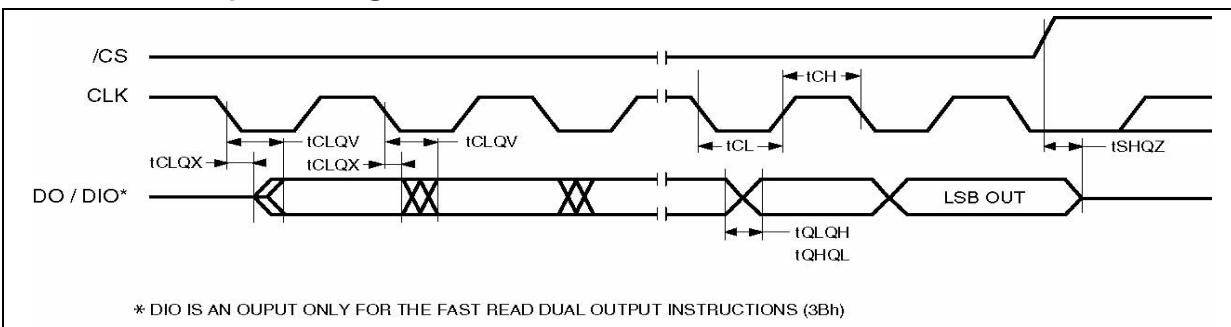 /CS
CLK
tCH
tCLQV
tCLQV
tCL
tSHQZ
tCLQX
tCLQX
DO / DIO*
LSB OUT
tQLQH
tQHQL
* DIO IS AN OUPUT ONLY FOR THE FAST READ DUAL OUTPUT INSTRUCTIONS (3Bh)